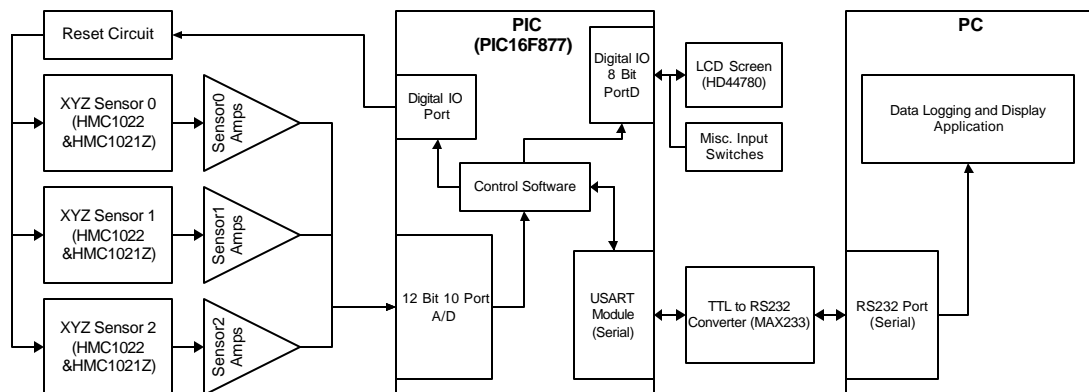 Reset Circuit
XYZ Sensor 0
(HMC1022
&HMC1021Z)
Sensor0
Amps
XYZ Sensor 1
(HMC1022
&HMC1021Z)
Sensor1
Amps
XYZ Sensor 2
(HMC1022
&HMC1021Z)
Sensor2
Amps
PIC
(PIC16F877)
Digital IO
Port
Digital IO
8 Bit
PortD
Control Software
12 Bit 10 Port
A/D
USART
Module
(Serial)
LCD Screen
(HD44780)
Misc. Input
Switches
TTL to RS232
Converter (MAX233)
PC
Data Logging and Display
Application
RS232 Port
(Serial)